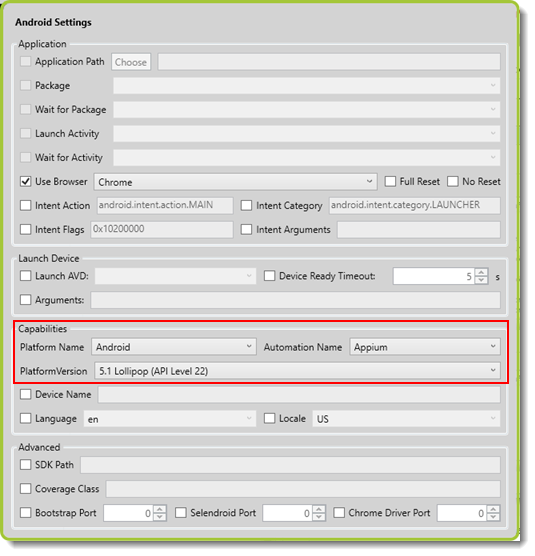 Android Settings
Application
Application Path Choose
Package
Wait for Package
Launch Activity
Wait for Activity
Use Browser Chrome Full Reset No Reset
Intent Action android.intent.action.MAIN Intent Category android.intent.category.LAUNCHER
Intent Flags 0x10200000 Intent Arguments
Launch Device
Launch AVD: Device Ready Timeout: 5 s
Arguments:
Capabilities
Platform Name Android Automation Name Appium
PlatformVersion 5.1 Lollipop (API Level 22)
Device Name
Language en Locale US
Advanced
SDK Path
Coverage Class
Bootstrap Port 0 Selendroid Port 0 Chrome Driver Port 0